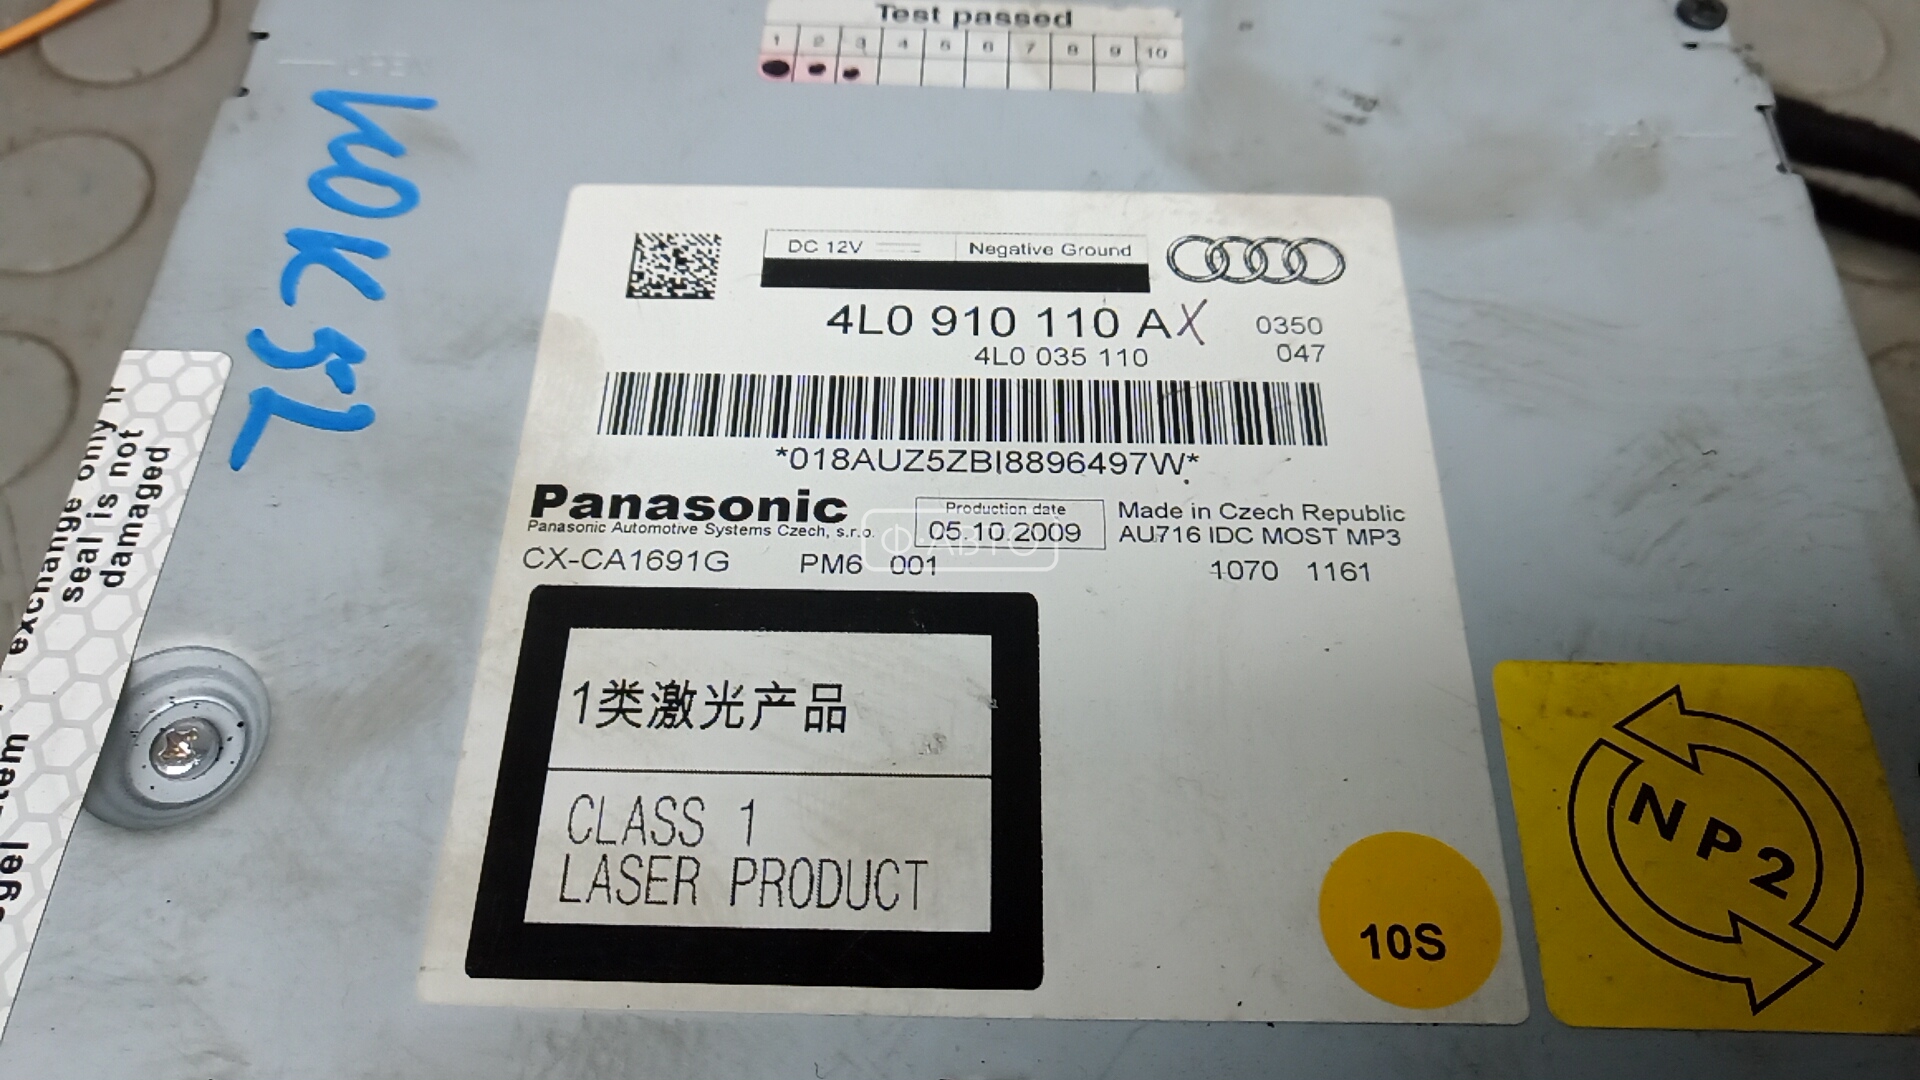 Test passed
1 2 3 4 5 6 7 8 9 10
OPEN
DC 12V
Negative Ground
4L0 910 110 A X
0350
4L0 035 110
047
*018AUZ5ZBI8896497W*
Panasonic
Panasonic Automotive Systems Czech, s.r.o.
Production date
05.10.2009
Made in Czech Republic
AU716 IDC MOST MP3
CX-CA1691G
PM6 001
1070 1161
Ф-АВТО
1类激光产品
CLASS 1
LASER PRODUCT
10S
NP2
exchange only if
seal is not
damaged